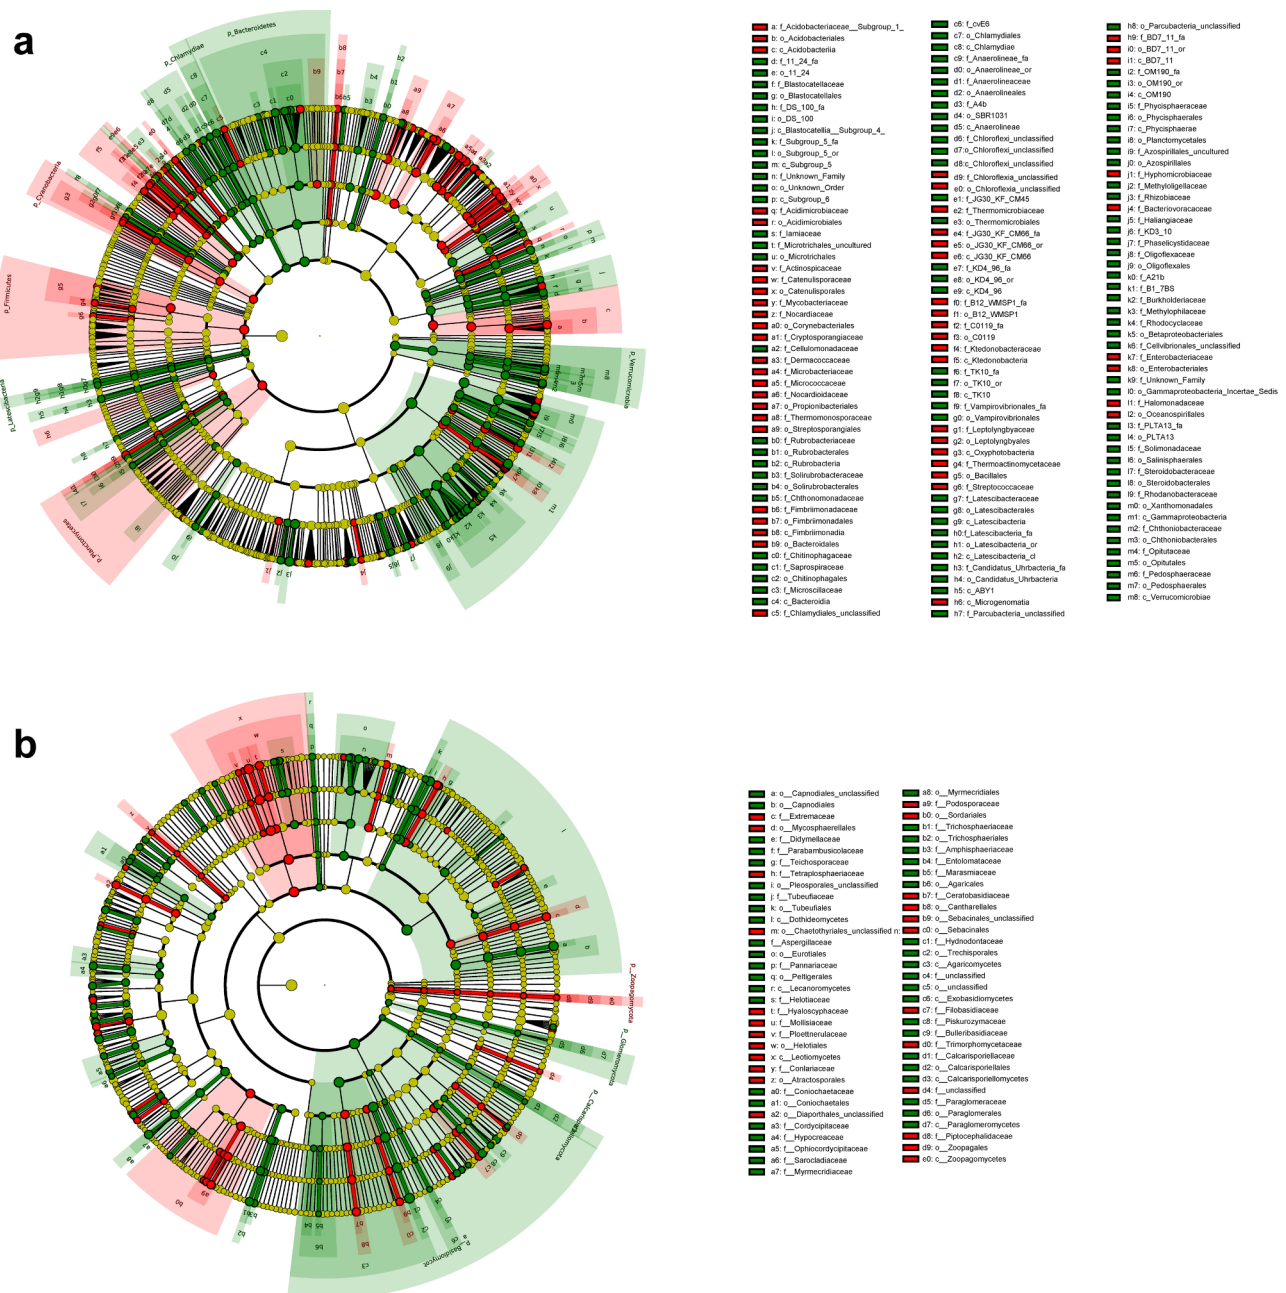 a
p_Bacteroidetes
p_Chlamydiae
p_Cyanobacteria
p_Firmicutes
p_Latescibacteria
p_Planctomycetes
p_Verrucomicrobia
a: f_Acidobacteriaceae__Subgroup_1_
b: o_Acidobacteriales
c: c_Acidobacteriia
d: f_11_24_fa
e: o_11_24
f: f_Blastocatellaceae
g: o_Blastocatellales
h: f_DS_100_fa
i: o_DS_100
j: c_Blastocatellia__Subgroup_4_
k: f_Subgroup_5_fa
l: o_Subgroup_5_or
m: c_Subgroup_5
n: f_Unknown_Family
o: o_Unknown_Order
p: c_Subgroup_6
q: f_Acidimicrobiaceae
r: o_Acidimicrobiales
s: f_Iamiaceae
t: f_Microtrichales_uncultured
u: o_Microtrichales
v: f_Actinospicaceae
w: f_Catenulisporaceae
x: o_Catenulisporales
y: f_Mycobacteriaceae
z: f_Nocardiaceae
a0: o_Corynebacteriales
a1: f_Cryptosporangiaceae
a2: f_Cellulomonadaceae
a3: f_Dermacoccaceae
a4: f_Microbacteriaceae
a5: f_Micrococcaceae
a6: f_Nocardioidaceae
a7: o_Propionibacteriales
a8: f_Thermomonosporaceae
a9: o_Streptosporangiales
b0: f_Rubrobacteriaceae
b1: o_Rubrobacterales
b2: c_Rubrobacteria
b3: f_Solirubrobacteraceae
b4: o_Solirubrobacterales
b5: f_Chthonomonadaceae
b6: f_Fimbriimonadaceae
b7: o_Fimbriimonadales
b8: c_Fimbriimonadia
b9: o_Bacteroidales
c0: f_Chitinophagaceae
c1: f_Saprospiraceae
c2: o_Chitinophagales
c3: f_Microscillaceae
c4: c_Bacteroidia
c5: f_Chlamydiales_unclassified
c6: f_cvE6
c7: o_Chlamydiales
c8: c_Chlamydiae
c9: f_Anaerolineae_fa
d0: o_Anaerolineae_or
d1: f_Anaerolineaceae
d2: o_Anaerolineales
d3: f_A4b
d4: o_SBR1031
d5: c_Anaerolineae
d6: f_Chloroflexi_unclassified
d7:o_Chloroflexi_unclassified
d8:c_Chloroflexi_unclassified
d9: f_Chloroflexia_unclassified
e0: o_Chloroflexia_unclassified
e1: f_JG30_KF_CM45
e2: f_Thermomicrobiaceae
e3: o_Thermomicrobiales
e4: f_JG30_KF_CM66_fa
e5: o_JG30_KF_CM66_or
e6: c_JG30_KF_CM66
e7: f_KD4_96_fa
e8: o_KD4_96_or
e9: c_KD4_96
f0: f_B12_WMSP1_fa
f1: o_B12_WMSP1
f2: f_C0119_fa
f3: o_C0119
f4: f_Ktedonobacteraceae
f5: c_Ktedonobacteria
f6: f_TK10_fa
f7: o_TK10_or
f8: c_TK10
f9: f_Vampirovibrionales_fa
g0: o_Vampirovibrionales
g1: f_Leptolyngbyaceae
g2: o_Leptolyngbyales
g3: c_Oxyphotobacteria
g4: f_Thermoactinomycetaceae
g5: o_Bacillales
g6: f_Streptococcaceae
g7: f_Latescibacteraceae
g8: o_Latescibacterales
g9: c_Latescibacteria
h0:f_Latescibacteria_fa
h1: o_Latescibacteria_or
h2: c_Latescibacteria_cl
h3: f_Candidatus_Uhrbacteria_fa
h4: o_Candidatus_Uhrbacteria
h5: c_ABY1
h6: c_Microgenomatia
h7: f_Parcubacteria_unclassified
h8: o_Parcubacteria_unclassified
h9: f_BD7_11_fa
i0: o_BD7_11_or
i1: c_BD7_11
i2: f_OM190_fa
i3: o_OM190_or
i4: c_OM190
i5: f_Phycisphaeraceae
i6: o_Phycisphaerales
i7: c_Phycisphaerae
i8: o_Planctomycetales
i9: f_Azospirillales_uncultured
j0: o_Azospirillales
j1: f_Hyphomicrobiaceae
j2: f_Methyloligellaceae
j3: f_Rhizobiaceae
j4: f_Bacteriovoracaceae
j5: f_Haliangiaceae
j6: f_KD3_10
j7: f_Phaselicystidaceae
j8: f_Oligoflexaceae
j9: o_Oligoflexales
k0: f_A21b
k1: f_B1_7BS
k2: f_Burkholderiaceae
k3: f_Methylophilaceae
k4: f_Rhodocyclaceae
k5: o_Betaproteobacteriales
k6: f_Cellvibrionales_unclassified
k7: f_Enterobacteriaceae
k8: o_Enterobacteriales
k9: f_Unknown_Family
l0: o_Gammaproteobacteria_Incertae_Sedis
l1: f_Halomonadaceae
l2: o_Oceanospirillales
l3: f_PLTA13_fa
l4: o_PLTA13
l5: f_Solimonadaceae
l6: o_Salinisphaerales
l7: f_Steroidobacteraceae
l8: o_Steroidobacterales
l9: f_Rhodanobacteraceae
m0: o_Xanthomonadales
m1: c_Gammaproteobacteria
m2: f_Chthoniobacteraceae
m3: o_Chthoniobacterales
m4: f_Opitutaceae
m5: o_Opitutales
m6: f_Pedosphaeraceae
m7: o_Pedosphaerales
m8: c_Verrucomicrobiae
b
p__Zoopagomycota
p__Glomeromycota
p__Calcarisporiellomycota
p__Basidiomycota
a: o__Capnodiales_unclassified
b: o__Capnodiales
c: f__Extremaceae
d: o__Mycosphaerellales
e: f__Didymellaceae
f: f__Parabambusicolaceae
g: f__Teichosporaceae
h: f__Tetraplosphaeriaceae
i: o__Pleosporales_unclassified
j: f__Tubeufiaceae
k: o__Tubeufiales
l: c__Dothideomycetes
m: o__Chaetothyriales_unclassified n:
f__Aspergillaceae
o: o__Eurotiales
p: f__Pannariaceae
q: o__Peltigerales
r: c__Lecanoromycetes
s: f__Helotiaceae
t: f__Hyaloscyphaceae
u: f__Mollisiaceae
v: f__Ploettnerulaceae
w: o__Helotiales
x: c__Leotiomycetes
y: f__Conlariaceae
z: o__Atractosporales
a0: f__Coniochaetaceae
a1: o__Coniochaetales
a2: o__Diaporthales_unclassified
a3: f__Cordycipitaceae
a4: f__Hypocreaceae
a5: f__Ophiocordycipitaceae
a6: f__Sarocladiaceae
a7: f__Myrmecridiaceae
a8: o__Myrmecridiales
a9: f__Podosporaceae
b0: o__Sordariales
b1: f__Trichosphaeriaceae
b2: o__Trichosphaeriales
b3: f__Amphisphaeriaceae
b4: f__Entolomataceae
b5: f__Marasmiaceae
b6: o__Agaricales
b7: f__Ceratobasidiaceae
b8: o__Cantharellales
b9: o__Sebacinales_unclassified
c0: o__Sebacinales
c1: f__Hydnodontaceae
c2: o__Trechisporales
c3: c__Agaricomycetes
c4: f__unclassified
c5: o__unclassified
c6: c__Exobasidiomycetes
c7: f__Filobasidiaceae
c8: f__Piskurozymaceae
c9: f__Bulleribasidiaceae
d0: f__Trimorphomycetaceae
d1: f__Calcarisporiellaceae
d2: o__Calcarisporiellales
d3: c__Calcarisporiellomycetes
d4: f__unclassified
d5: f__Paraglomeraceae
d6: o__Paraglomerales
d7: c__Paraglomeromycetes
d8: f__Piptocephalidaceae
d9: o__Zoopagales
e0: c__Zoopagomycetes